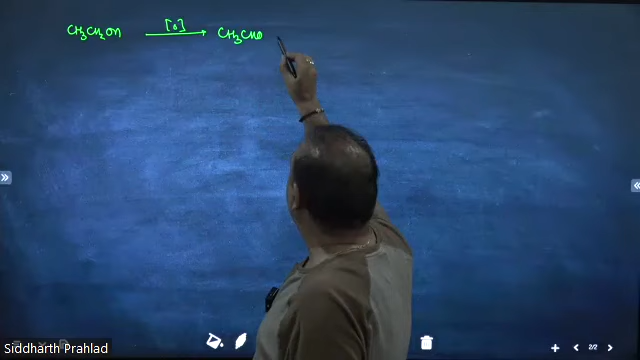 CH3CH2OH [O] → CH3CHO
Siddharth Prahlad
2/2